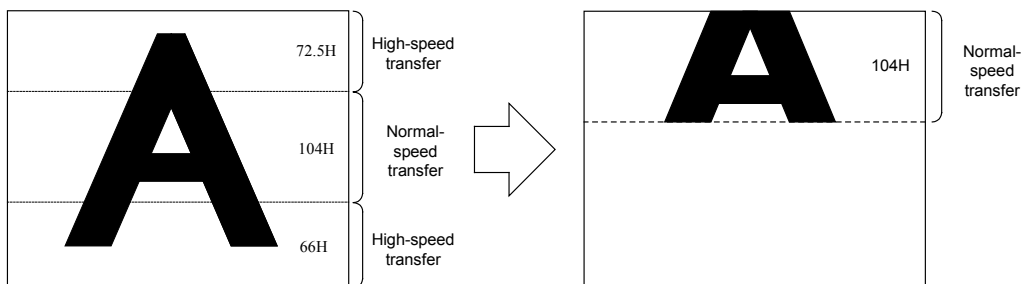 72.5H
High-speed
transfer
104H
Normal-
speed
transfer
66H
High-speed
transfer
A
104H
Normal-
speed
transfer
A